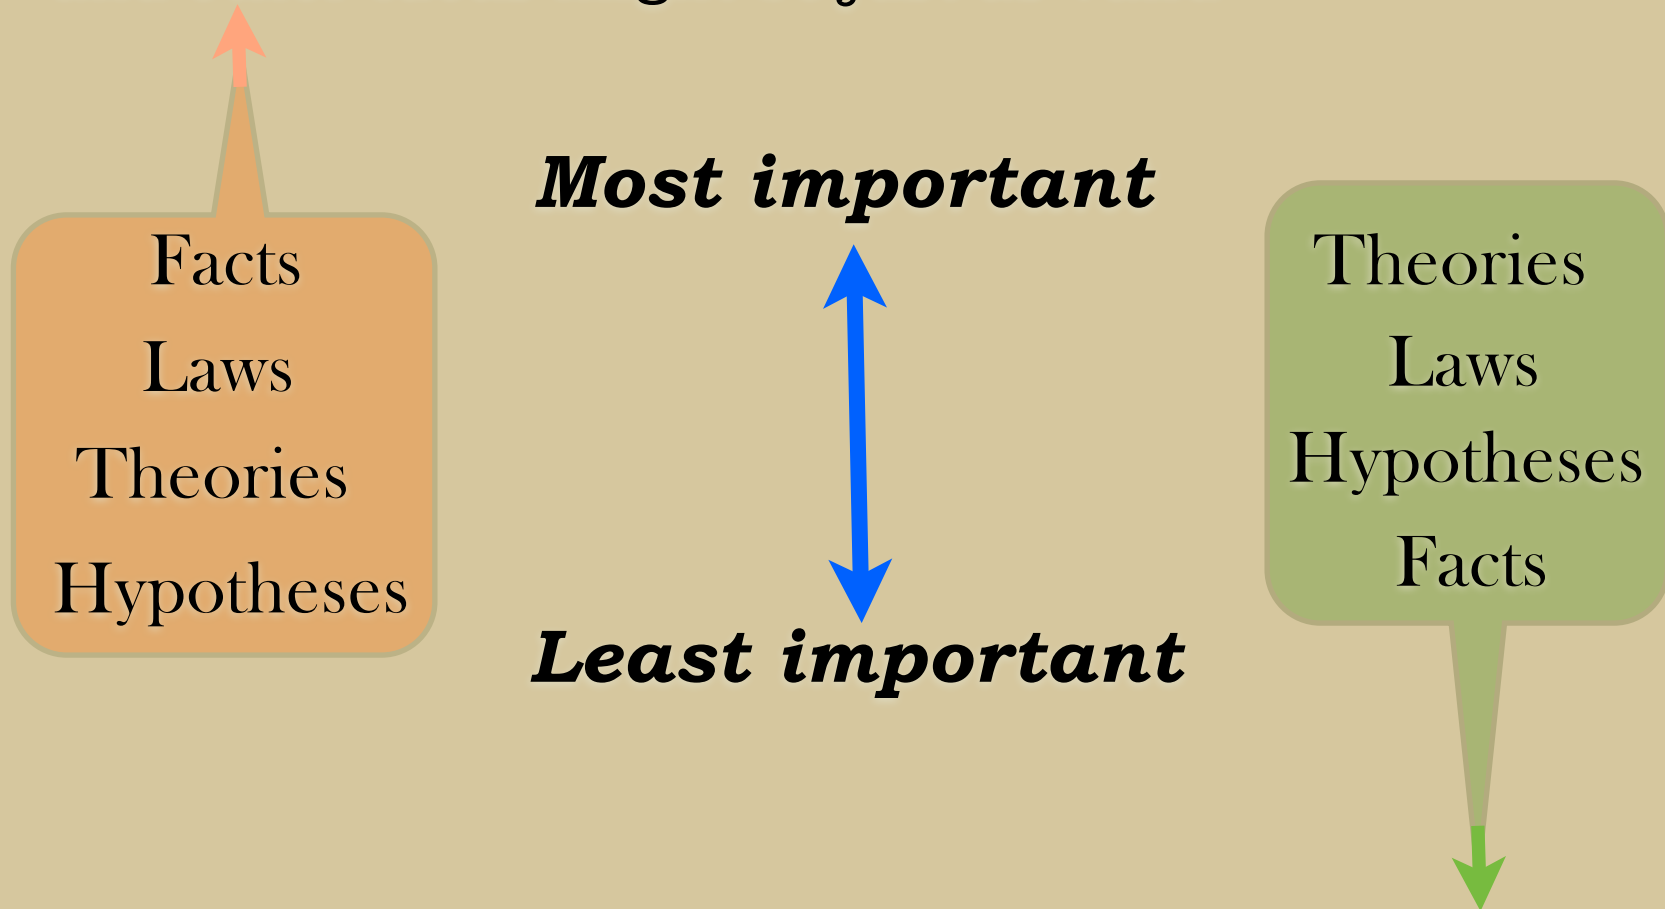 Most important
Facts
Laws
Theories
Hypotheses
Theories
Laws
Hypotheses
Facts
Least important